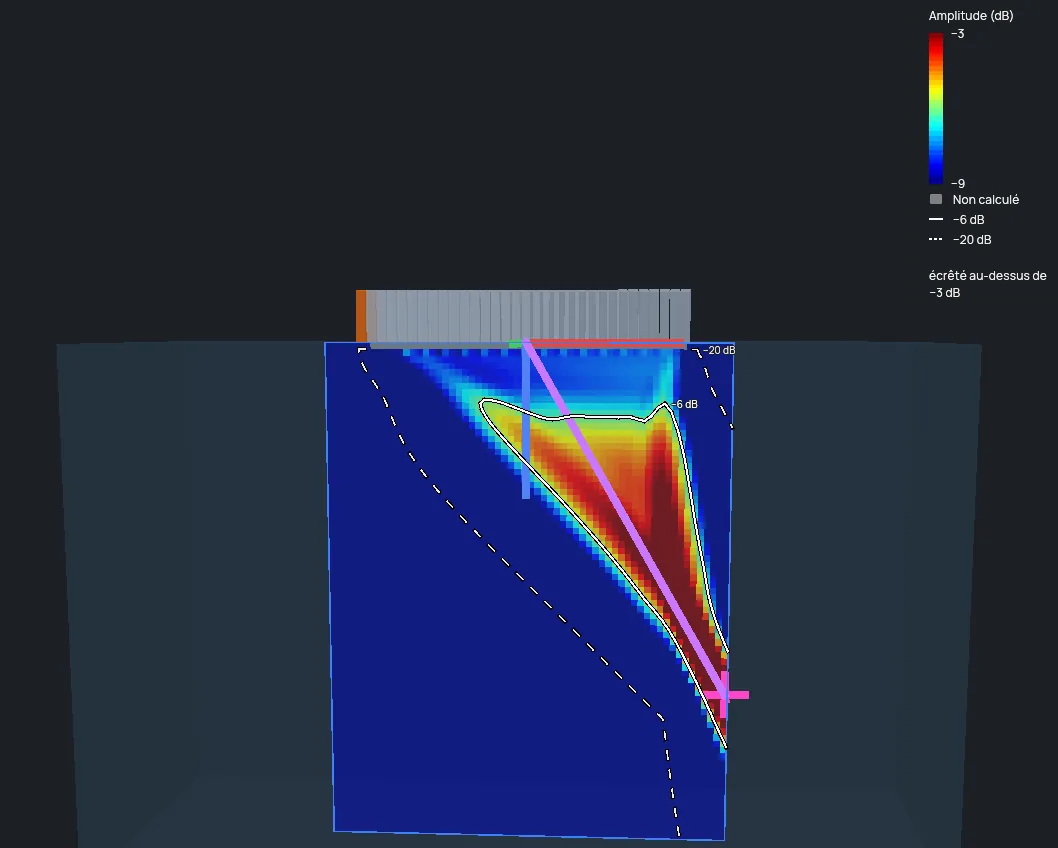 Amplitude (dB)
−3
−9
Non calculé
−6 dB
−20 dB
écrêté au-dessus de
−3 dB
−20 dB
−6 dB